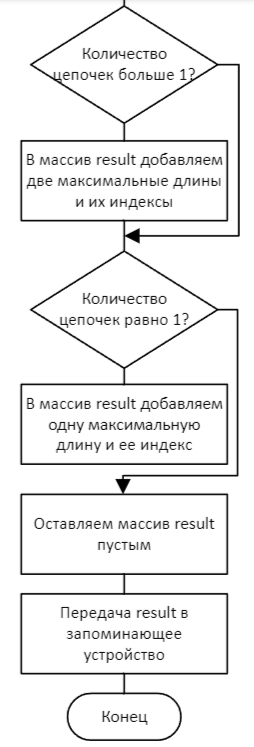 Количество
цепочек больше 1?
В массив result добавляем
две максимальные длины
и их индексы
Количество
цепочек равно 1?
В массив result добавляем
одну максимальную
длину и ее индекс
Оставляем массив result
пустым
Передача result в
запоминающее
устройство
Конец